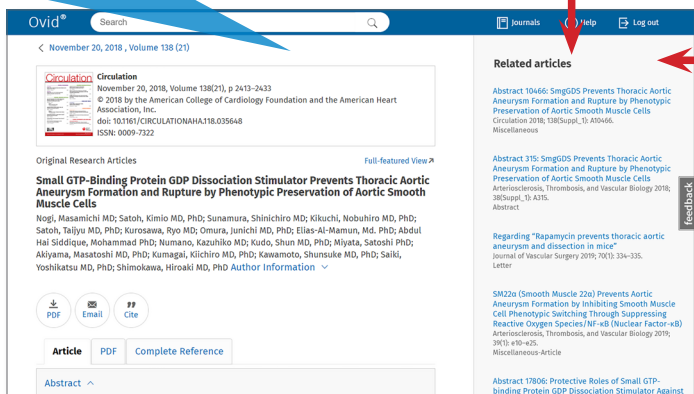 Ovid®
Search
Journals
Help
Log out
November 20, 2018 , Volume 138 (21)
Circulation
Circulation
November 20, 2018, Volume 138(21), p 2413–2433
© 2018 by the American College of Cardiology Foundation and the American Heart
Association, Inc.
doi: 10.1161/CIRCULATIONAHA.118.035648
ISSN: 0009-7322
Original Research Articles
Full-featured View
Small GTP-Binding Protein GDP Dissociation Stimulator Prevents Thoracic Aortic
Aneurysm Formation and Rupture by Phenotypic Preservation of Aortic Smooth
Muscle Cells
Nogi, Masamichi MD; Satoh, Kimio MD, PhD; Sunamura, Shinichiro MD; Kikuchi, Nobuhiro MD, PhD;
Satoh, Taijyu MD, PhD; Kurosawa, Ryo MD; Omura, Junichi MD, PhD; Elias-Al-Mamun, Md. PhD; Abdul
Hai Siddique, Mohammad PhD; Numano, Kazuhiko MD; Kudo, Shun MD, PhD; Miyata, Satoshi PhD;
Akiyama, Masatoshi MD, PhD; Kumagai, Kiichiro MD, PhD; Kawamoto, Shunsuke MD, PhD; Saiki,
Yoshikatsu MD, PhD; Shimokawa, Hiroaki MD, PhD Author Information
PDF
Email
Cite
Article
PDF
Complete Reference
Abstract
Related articles
Abstract 10466: SmgGDS Prevents Thoracic Aortic
Aneurysm Formation and Rupture by Phenotypic
Preservation of Aortic Smooth Muscle Cells
Circulation 2018; 138(Suppl_1): A10466.
Miscellaneous
Abstract 315: SmgGDS Prevents Thoracic Aortic
Aneurysm Formation and Rupture by Phenotypic
Preservation of Aortic Smooth Muscle Cells
Arteriosclerosis, Thrombosis, and Vascular Biology 2018;
38(Suppl_1): A315.
Abstract
Regarding “Rapamycin prevents thoracic aortic
aneurysm and dissection in mice”
Journal of Vascular Surgery 2019; 70(1): 334–335.
Letter
SM22α (Smooth Muscle 22α) Prevents Aortic
Aneurysm Formation by Inhibiting Smooth Muscle
Cell Phenotypic Switching Through Suppressing
Reactive Oxygen Species/NF-κB (Nuclear Factor-κB)
Arteriosclerosis, Thrombosis, and Vascular Biology 2019;
39(1): e10–e25.
Miscellaneous-Article
Abstract 17806: Protective Roles of Small GTP-
binding Protein GDP Dissociation Stimulator Against
feedback